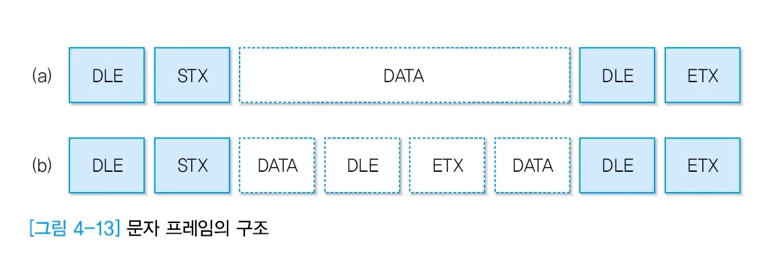 (a) DLE STX DATA DLE ETX
(b) DLE STX DATA DLE ETX DATA DLE ETX
[그림 4-13] 문자 프레임의 구조